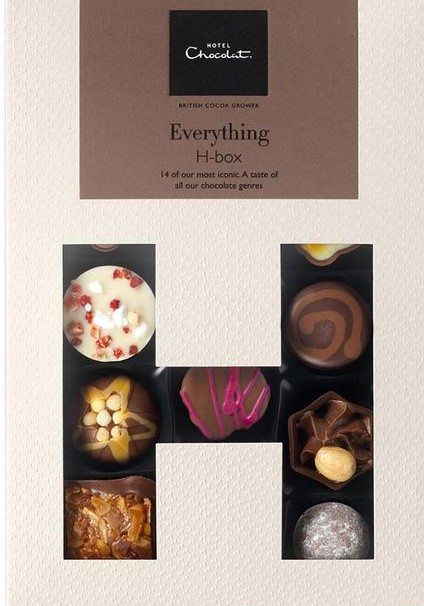 HOTEL
Chocolat.
BRITISH COCOA GROWER
Everything
H-box
14 of our most iconic. A taste of
all our chocolate genres